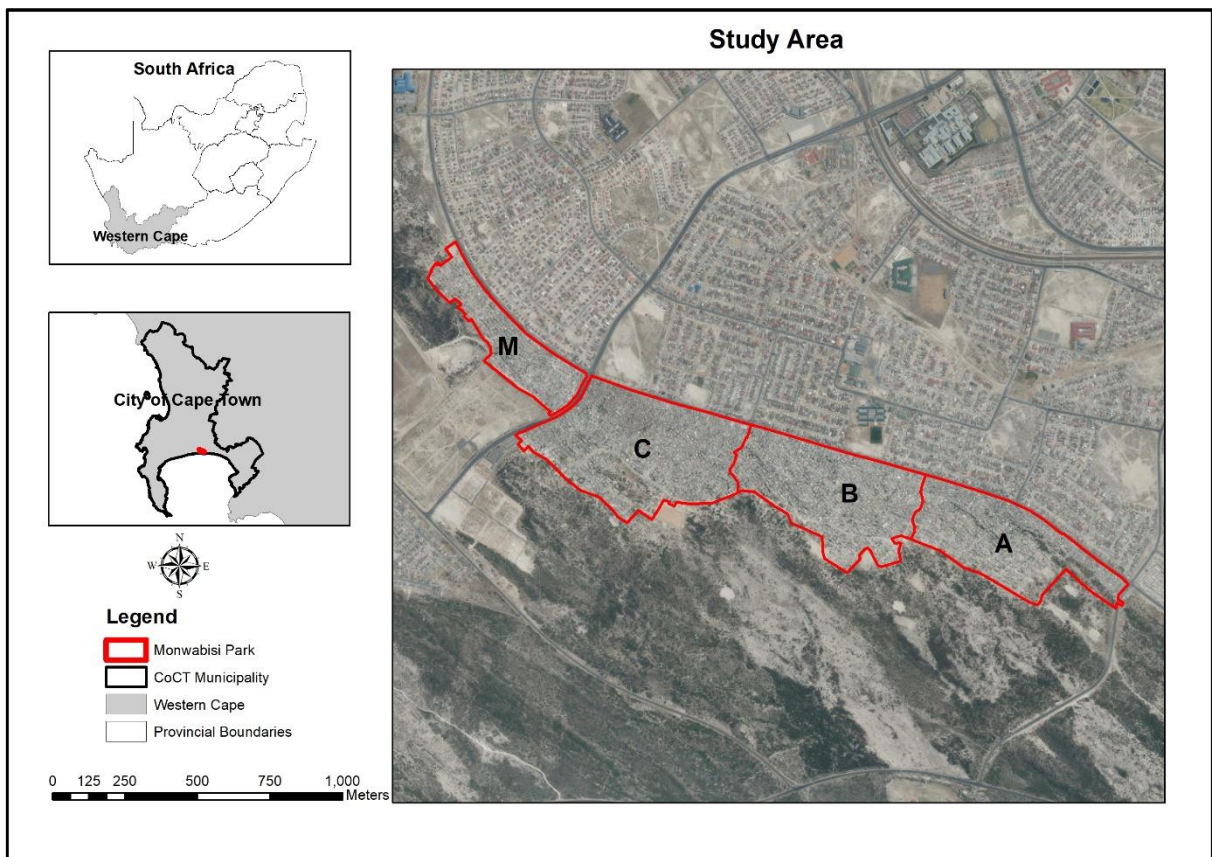 Study Area
South Africa
Western Cape
City of Cape Town
N
W E
S
Legend
Monwabisi Park
CoCT Municipality
Western Cape
Provincial Boundaries
0 125 250 500 750 1,000
Meters
M
C
B
A